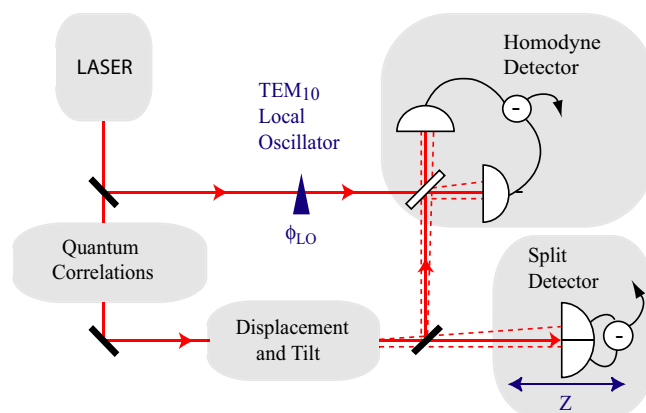 LASER
TEM10
Local
Oscillator
ϕLO
Homodyne
Detector
-
-
Quantum
Correlations
Displacement
and Tilt
Split
Detector
-
Z